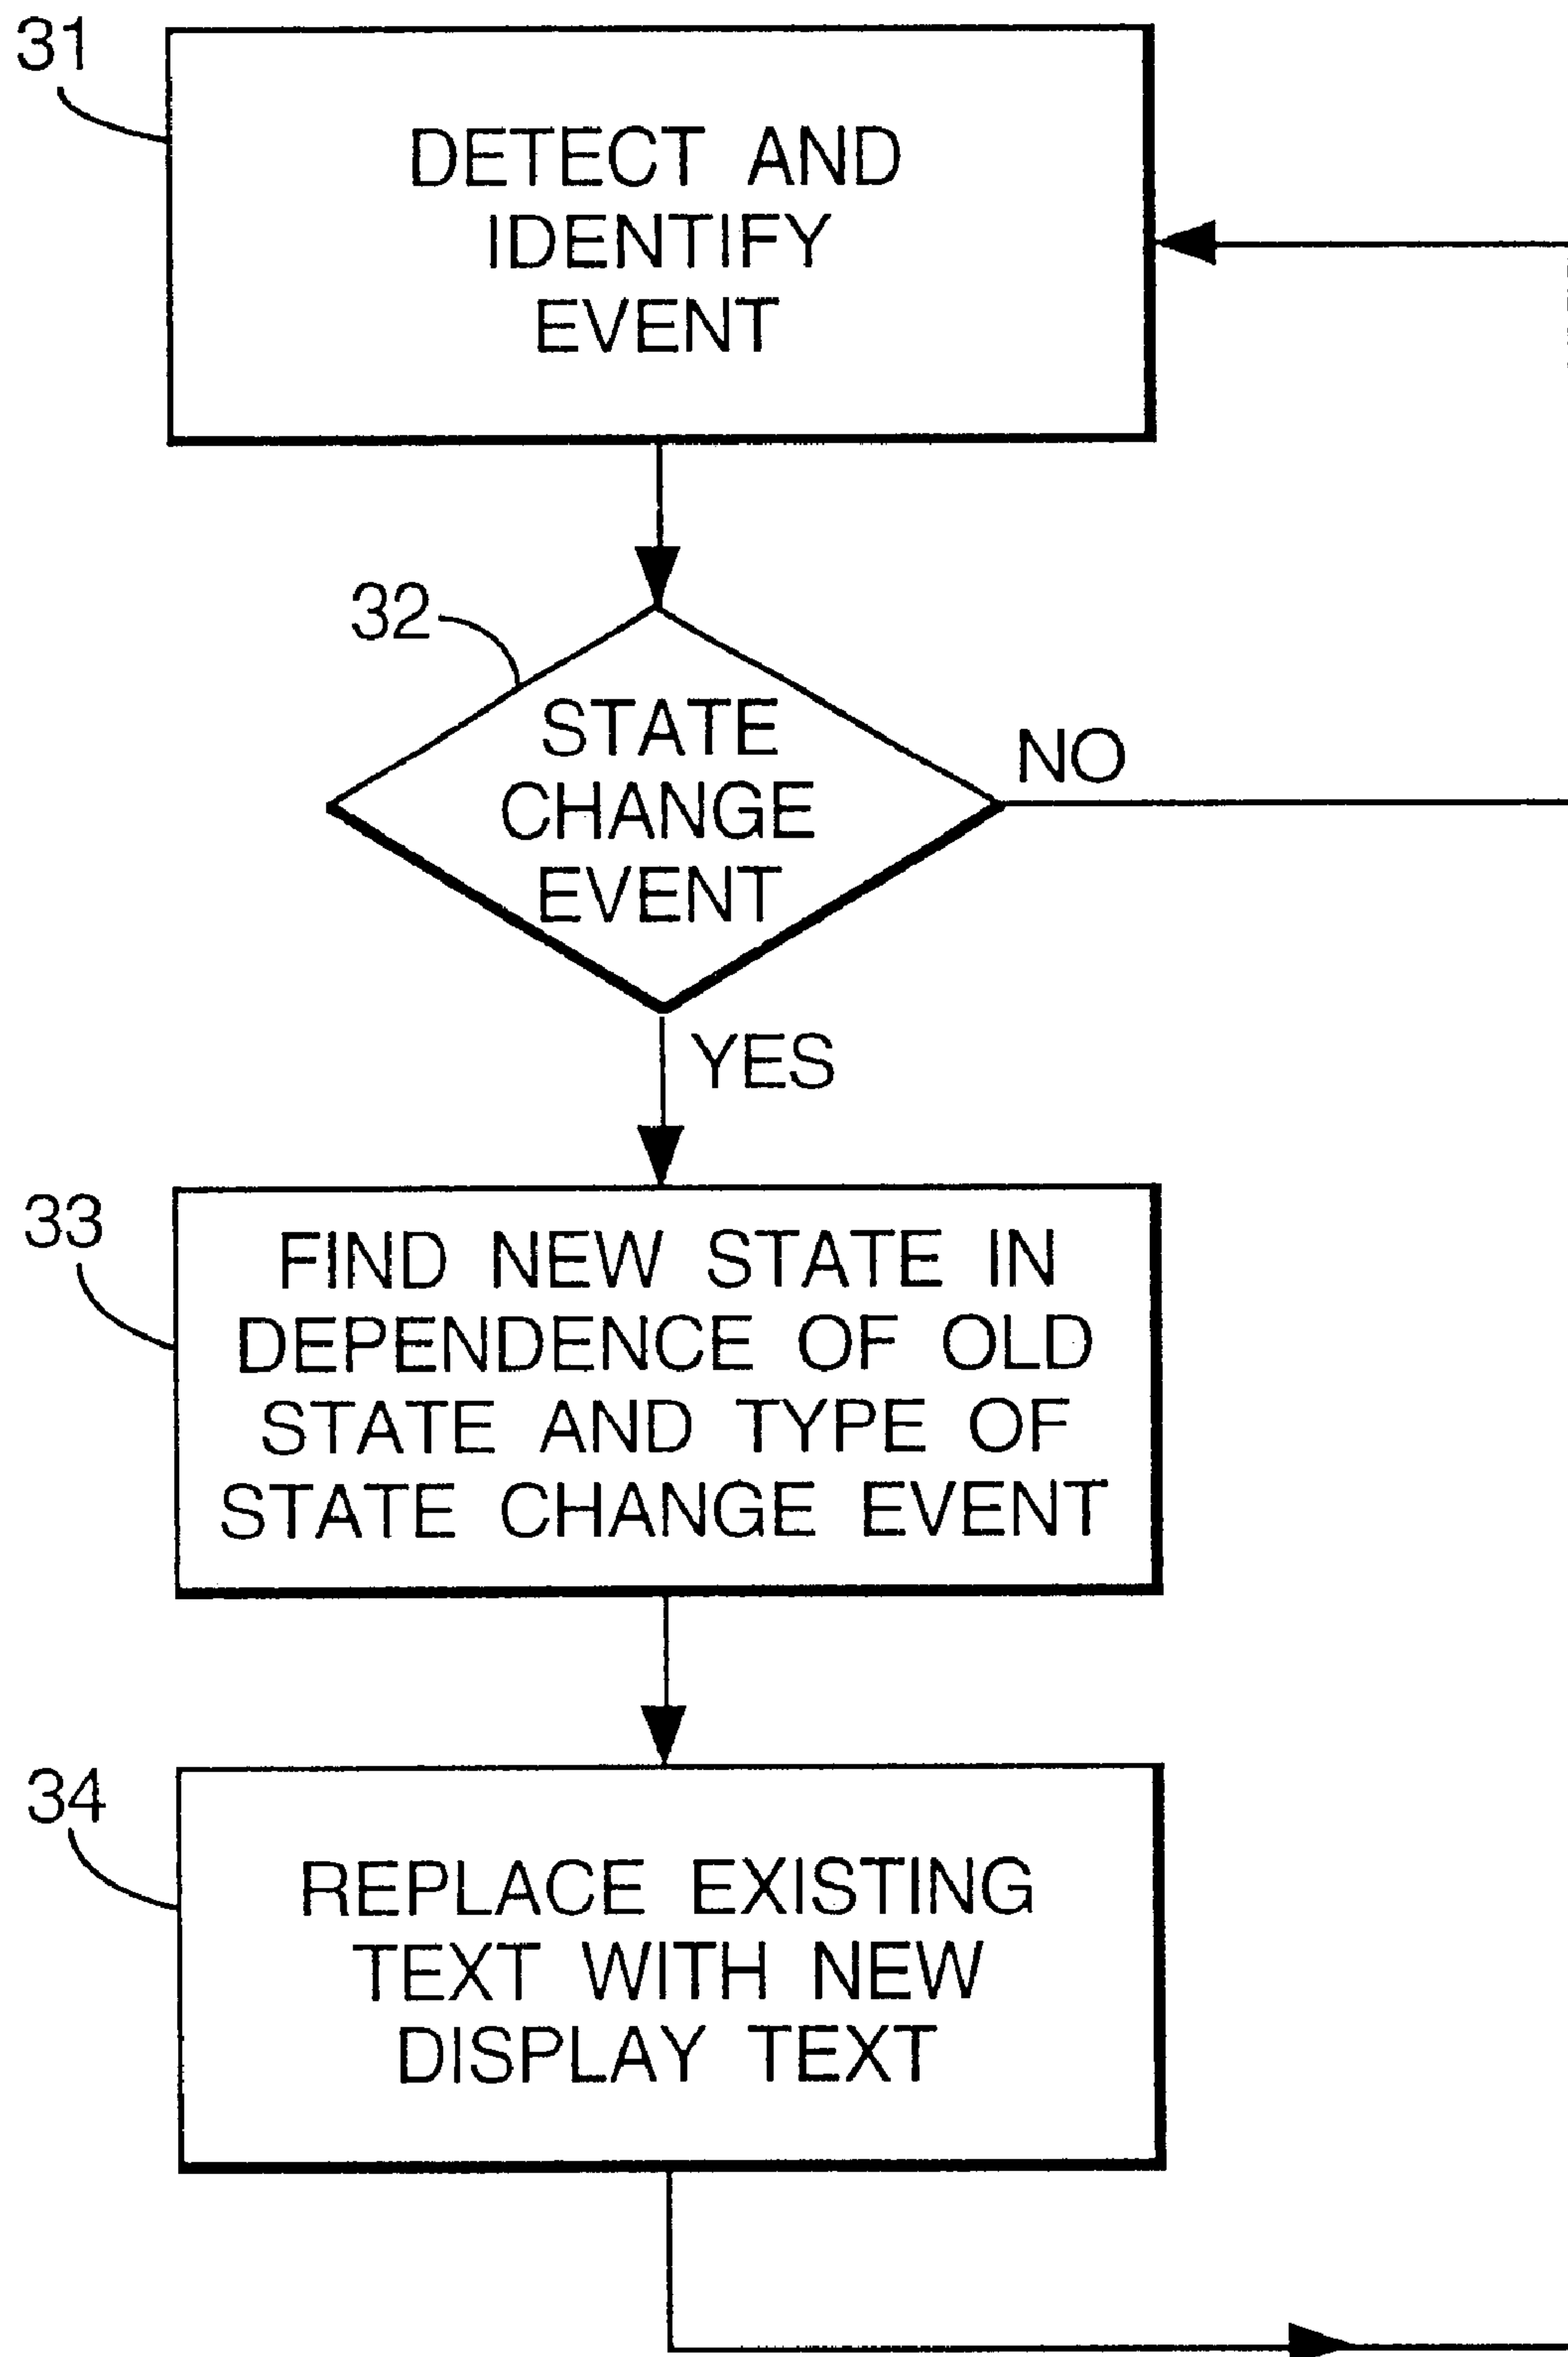 31
DETECT AND
IDENTIFY
EVENT
32
STATE
CHANGE
EVENT
NO
YES
33
FIND NEW STATE IN
DEPENDENCE OF OLD
STATE AND TYPE OF
STATE CHANGE EVENT
34
REPLACE EXISTING
TEXT WITH NEW
DISPLAY TEXT